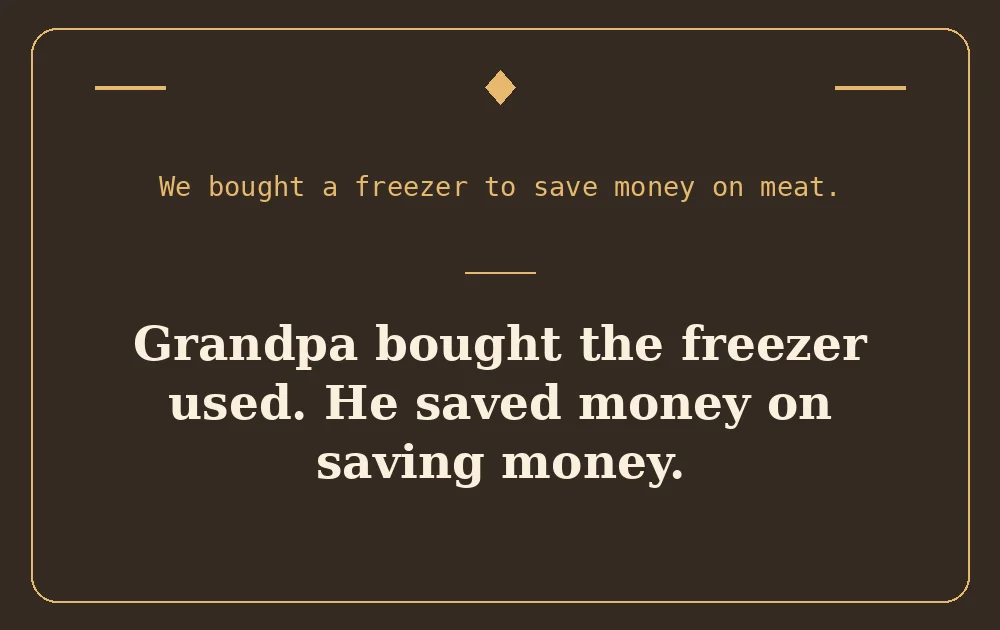 We bought a freezer to save money on meat.
Grandpa bought the freezer
used. He saved money on
saving money.